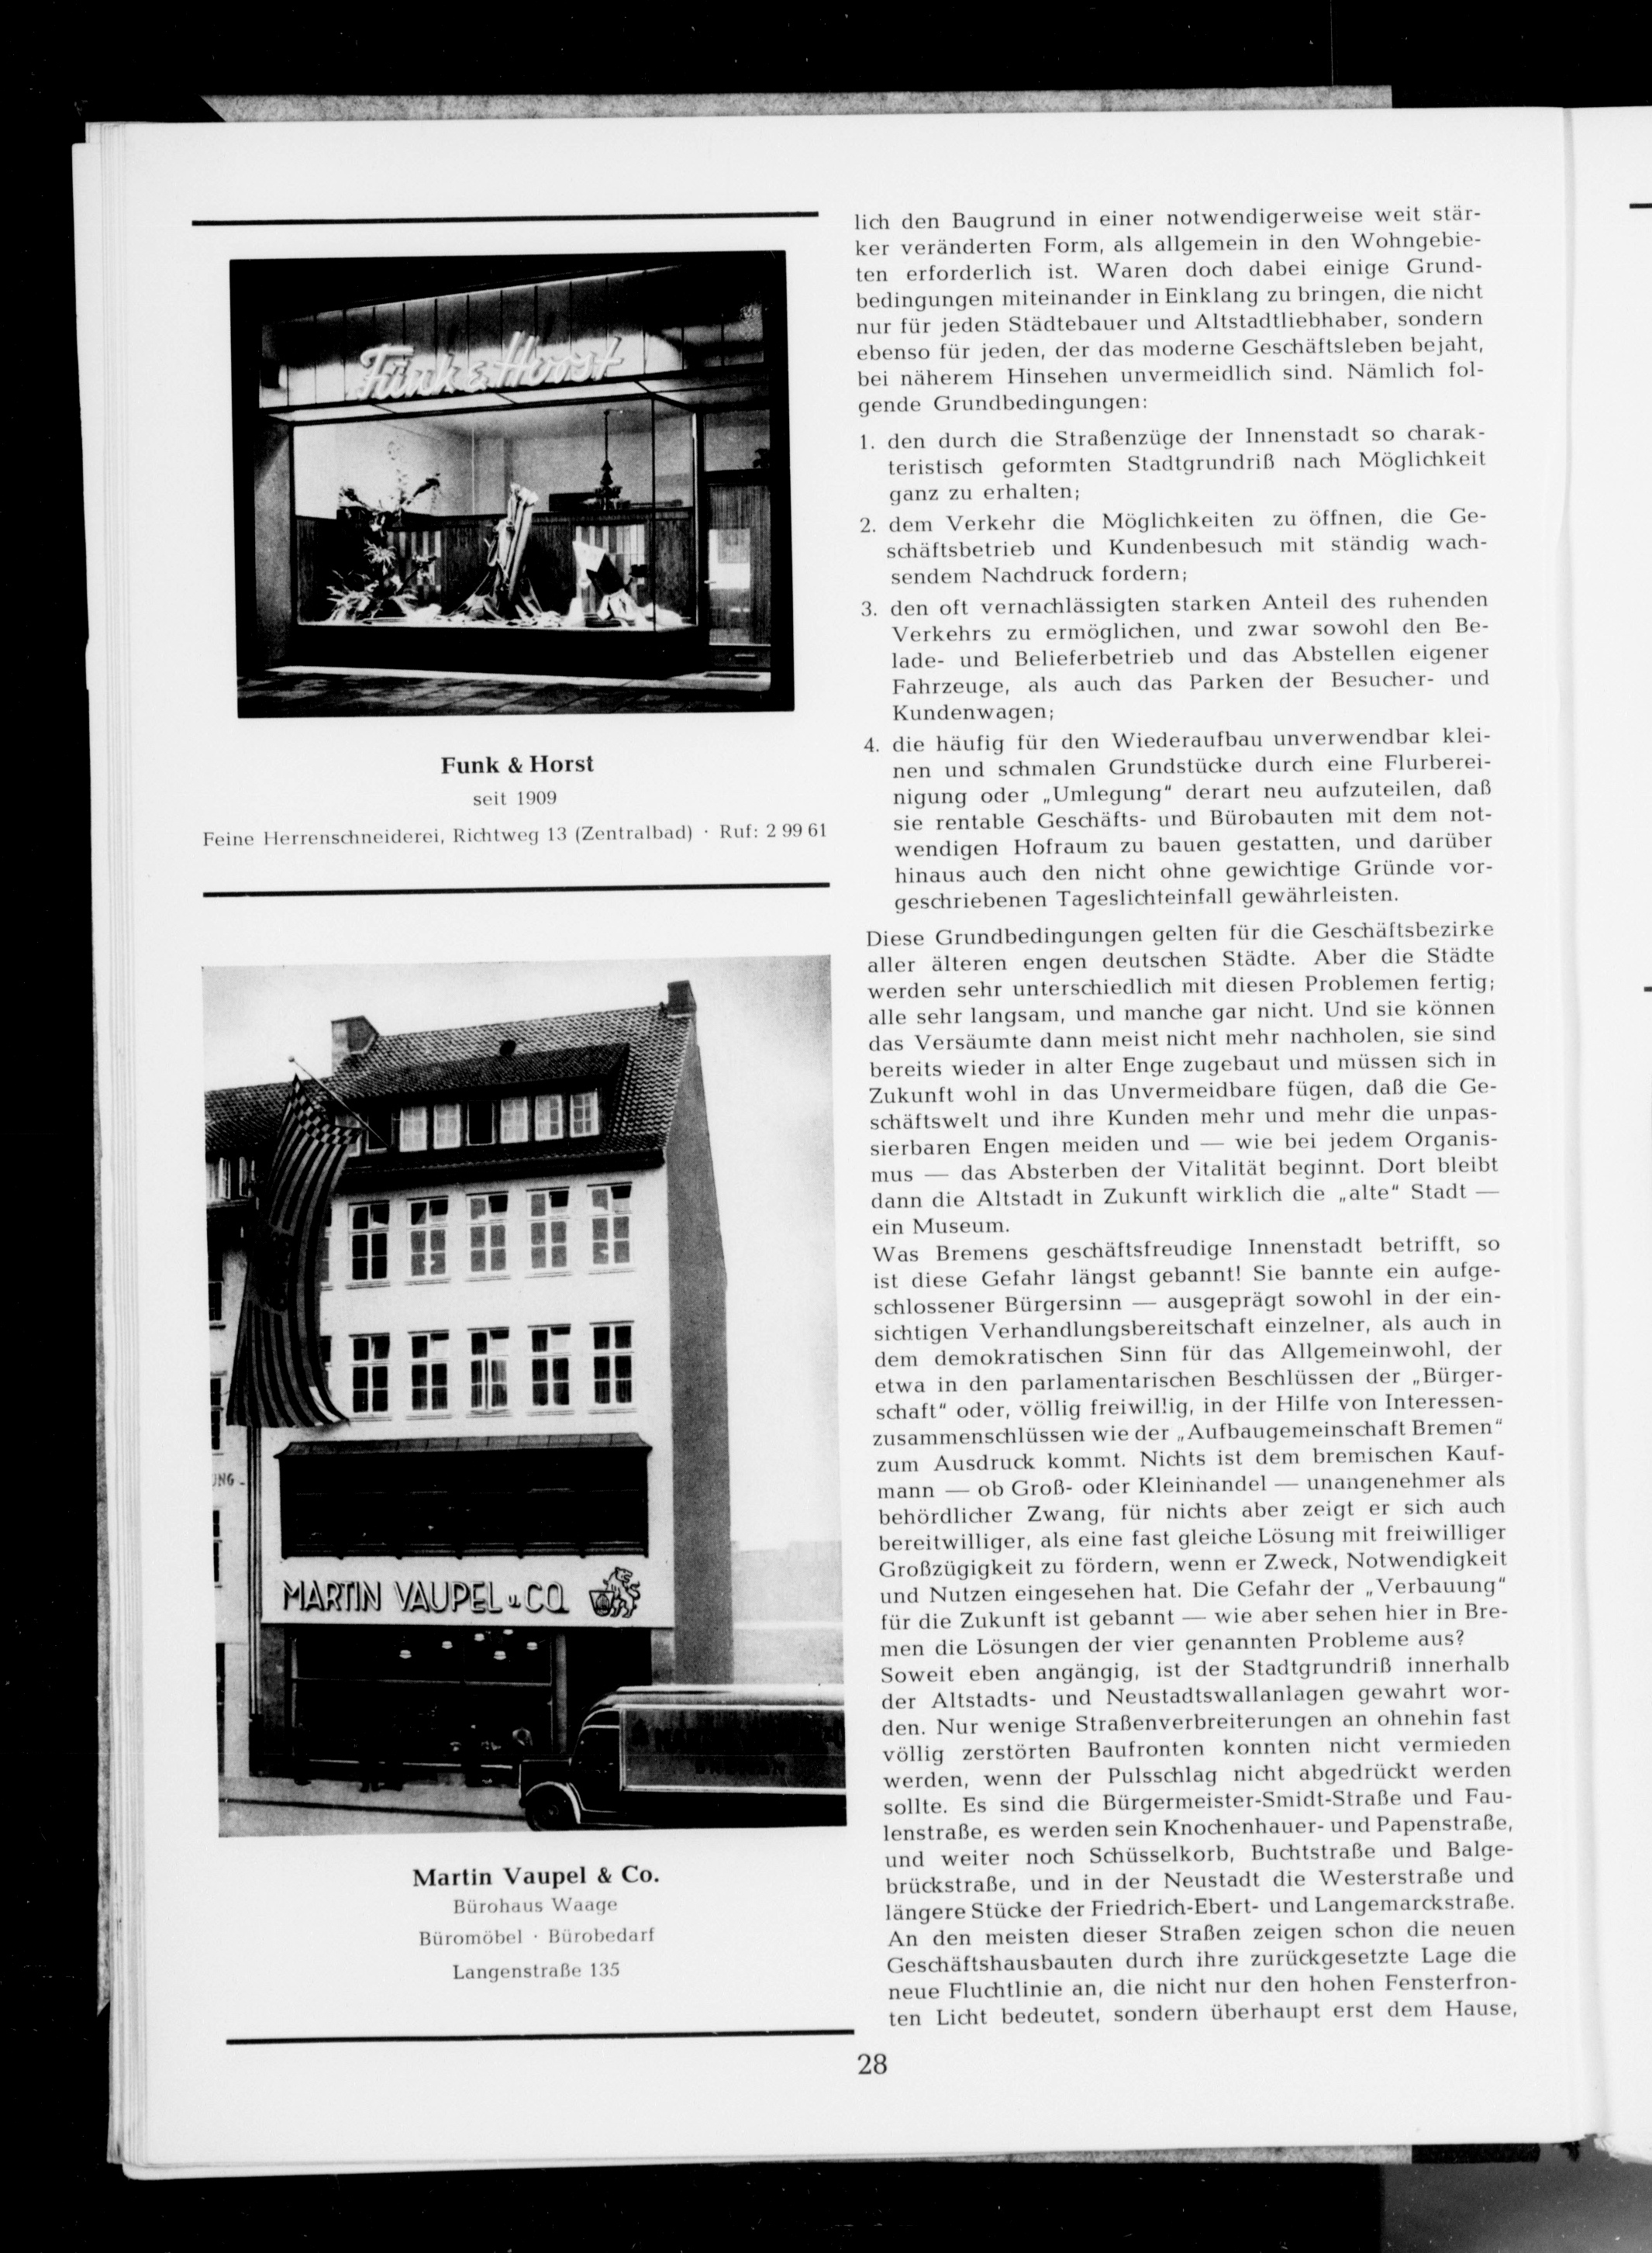 Funk & Horst
Funk & Horst
seit 1909
Feine Herrenschneiderei, Richtweg 13 (Zentralbad) · Ruf: 2 99 61
MARTIN VAUPEL u. CO.
Martin Vaupel & Co.
Bürohaus Waage
Büromöbel · Bürobedarf
Langenstraße 135
lich den Baugrund in einer notwendigerweise weit stär-
ker veränderten Form, als allgemein in den Wohngebie-
ten erforderlich ist. Waren doch dabei einige Grund-
bedingungen miteinander in Einklang zu bringen, die nicht
nur für jeden Städtebauer und Altstadtliebhaber, sondern
ebenso für jeden, der das moderne Geschäftsleben bejaht,
bei näherem Hinsehen unvermeidlich sind. Nämlich fol-
gende Grundbedingungen:
1. den durch die Straßenzüge der Innenstadt so charak-
teristisch geformten Stadtgrundriß nach Möglichkeit
ganz zu erhalten;
2. dem Verkehr die Möglichkeiten zu öffnen, die Ge-
schäftsbetrieb und Kundenbesuch mit ständig wach-
sendem Nachdruck fordern;
3. den oft vernachlässigten starken Anteil des ruhenden
Verkehrs zu ermöglichen, und zwar sowohl den Be-
lade- und Belieferbetrieb und das Abstellen eigener
Fahrzeuge, als auch das Parken der Besucher- und
Kundenwagen;
4. die häufig für den Wiederaufbau unverwendbar klei-
nen und schmalen Grundstücke durch eine Flurberei-
nigung oder „Umlegung“ derart neu aufzuteilen, daß
sie rentable Geschäfts- und Bürobauten mit dem not-
wendigen Hofraum zu bauen gestatten, und darüber
hinaus auch den nicht ohne gewichtige Gründe vor-
geschriebenen Tageslichteinfall gewährleisten.
Diese Grundbedingungen gelten für die Geschäftsbezirke
aller älteren engen deutschen Städte. Aber die Städte
werden sehr unterschiedlich mit diesen Problemen fertig;
alle sehr langsam, und manche gar nicht. Und sie können
das Versäumte dann meist nicht mehr nachholen, sie sind
bereits wieder in alter Enge zugebaut und müssen sich in
Zukunft wohl in das Unvermeidbare fügen, daß die Ge-
schäftswelt und ihre Kunden mehr und mehr die unpas-
sierbaren Engen meiden und — wie bei jedem Organis-
mus — das Absterben der Vitalität beginnt. Dort bleibt
dann die Altstadt in Zukunft wirklich die „alte“ Stadt —
ein Museum.
Was Bremens geschäftsfreudige Innenstadt betrifft, so
ist diese Gefahr längst gebannt! Sie bannte ein aufge-
schlossener Bürgersinn — ausgeprägt sowohl in der ein-
sichtigen Verhandlungsbereitschaft einzelner, als auch in
dem demokratischen Sinn für das Allgemeinwohl, der
etwa in den parlamentarischen Beschlüssen der „Bürger-
schaft“ oder, völlig freiwillig, in der Hilfe von Interessen-
zusammenschlüssen wie der „Aufbaugemeinschaft Bremen“
zum Ausdruck kommt. Nichts ist dem bremischen Kauf-
mann — ob Groß- oder Kleinhandel — unangenehmer als
behördlicher Zwang, für nichts aber zeigt er sich auch
bereitwilliger, als eine fast gleiche Lösung mit freiwilliger
Großzügigkeit zu fördern, wenn er Zweck, Notwendigkeit
und Nutzen eingesehen hat. Die Gefahr der „Verbauung“
für die Zukunft ist gebannt — wie aber sehen hier in Bre-
men die Lösungen der vier genannten Probleme aus?
Soweit eben angängig, ist der Stadtgrundriß innerhalb
der Altstadts- und Neustadtswallanlagen gewahrt wor-
den. Nur wenige Straßenverbreiterungen an ohnehin fast
völlig zerstörten Baufronten konnten nicht vermieden
werden, wenn der Pulsschlag nicht abgedrückt werden
sollte. Es sind die Bürgermeister-Smidt-Straße und Fau-
lenstraße, es werden sein Knochenhauer- und Papenstraße,
und weiter noch Schüsselkorb, Buchtstraße und Balge-
brückstraße, und in der Neustadt die Westerstraße und
längere Stücke der Friedrich-Ebert- und Langemarckstraße.
An den meisten dieser Straßen zeigen schon die neuen
Geschäftshausbauten durch ihre zurückgesetzte Lage die
neue Fluchtlinie an, die nicht nur den hohen Fensterfron-
ten Licht bedeutet, sondern überhaupt erst dem Hause,
28